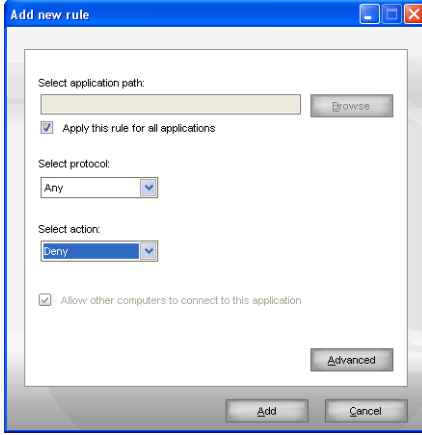 Add new rule
Select application path:
Browse
Apply this rule for all applications
Select protocol:
Any
Select action:
Deny
Allow other computers to connect to this application
Advanced
Add
Cancel